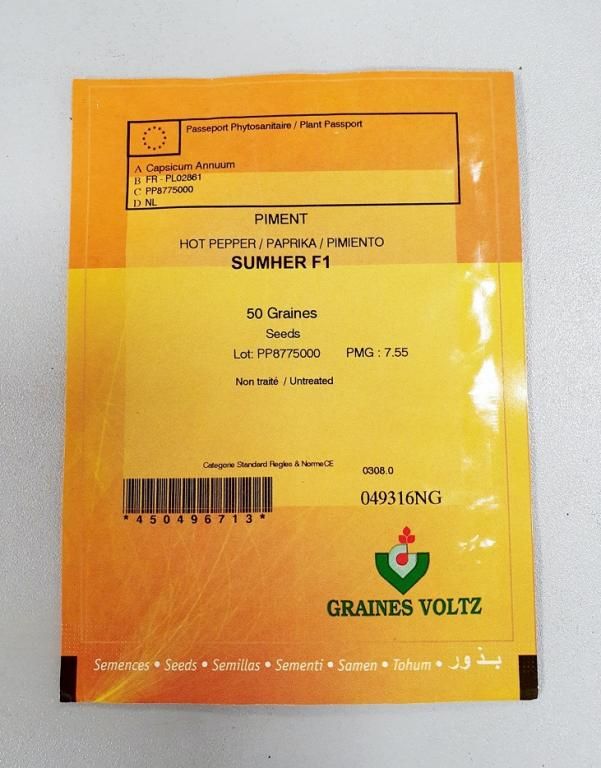 Passeport Phytosanitaire / Plant Passport
A Capsicum Annuum
B FR - PL02861
C PP8775000
D NL
PIMENT
HOT PEPPER / PAPRIKA / PIMIENTO
SUMHER F1
50 Graines
Seeds
Lot: PP8775000 PMG : 7.55
Non traité / Untreated
Categorie Standard Regles & NormeCE
0308.0
049316NG
*450496713*
GRAINES VOLTZ
Semences • Seeds • Semillas • Sementi • Samen • Tohum • بذور